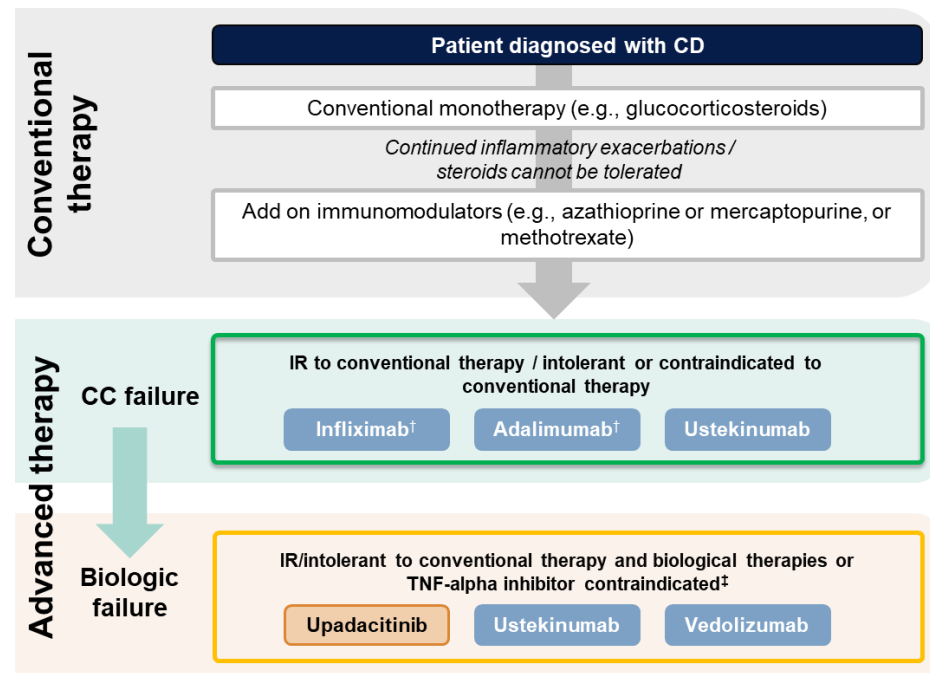 Conventional
therapy
Patient diagnosed with CD
Conventional monotherapy (e.g., glucocorticosteroids)
Continued inflammatory exacerbations /
steroids cannot be tolerated
Add on immunomodulators (e.g., azathioprine or mercaptopurine, or
methotrexate)
Advanced therapy
CC failure
IR to conventional therapy / intolerant or contraindicated to
conventional therapy
Infliximab†
Adalimumab†
Ustekinumab
Biologic
failure
IR/intolerant to conventional therapy and biological therapies or
TNF-alpha inhibitor contraindicated‡
Upadacitinib
Ustekinumab
Vedolizumab